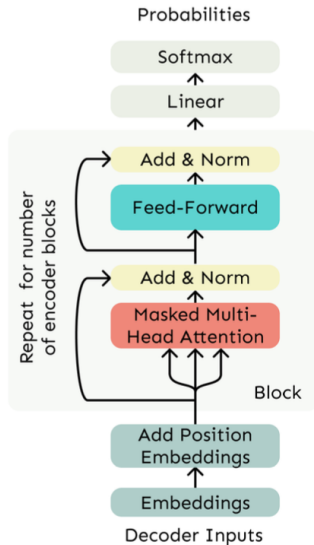 Probabilities
Softmax
Linear
Add & Norm
Feed-Forward
Add & Norm
Masked Multi-
Head Attention
Repeat for number
of encoder blocks
Block
Add Position
Embeddings
Embeddings
Decoder Inputs